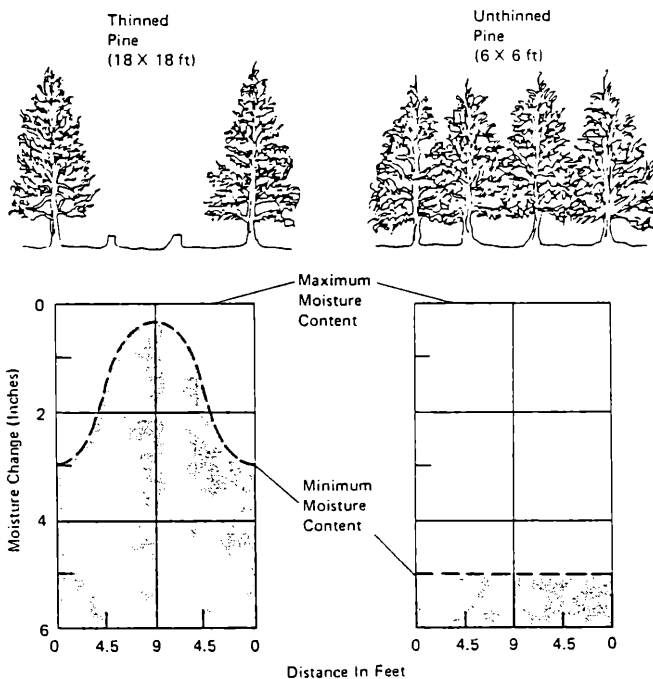 Thinned
Pine
(18 X 18 ft)
Unthinned
Pine
(6 X 6 ft)
Maximum
Moisture
Content
Minimum
Moisture
Content
Moisture Change (Inches)
0
2
4
6
0 4.5 9 4.5 0
0 4.5 9 4.5 0
Distance In Feet